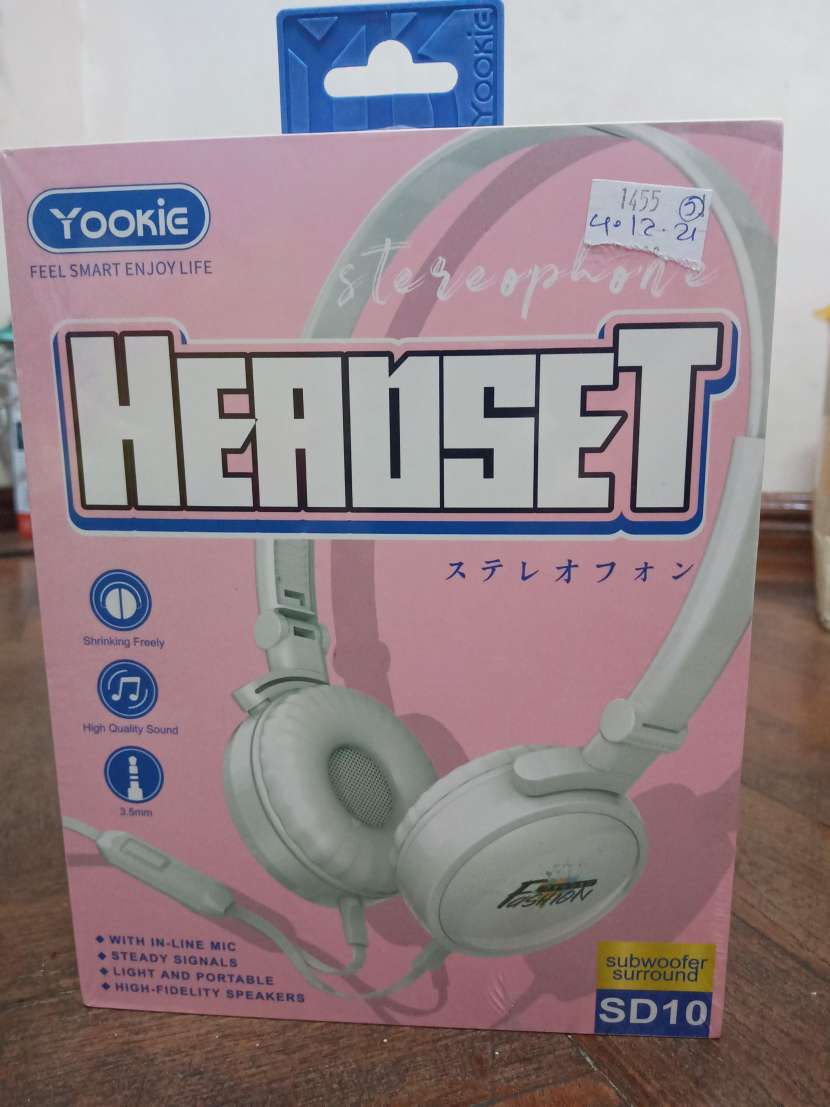 YOOKIE
YOOKIE
FEEL SMART ENJOY LIFE
1455 5
4.12.21
stereophone
HEADSET
ステレオフォン
Shrinking Freely
High Quality Sound
3.5mm
FASHION
WITH IN-LINE MIC
STEADY SIGNALS
LIGHT AND PORTABLE
HIGH-FIDELITY SPEAKERS
subwoofer
surround
SD10